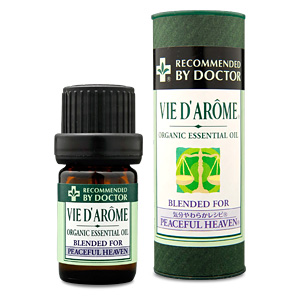 RECOMMENDED
BY DOCTOR
VIE D'ARÔME
ORGANIC ESSENTIAL OIL
BLENDED FOR
PEACEFUL HEAVEN
RECOMMENDED
BY DOCTOR
VIE D'ARÔME
ORGANIC ESSENTIAL OIL
BLENDED FOR
気分やわらかレシピ®
PEACEFUL HEAVEN®